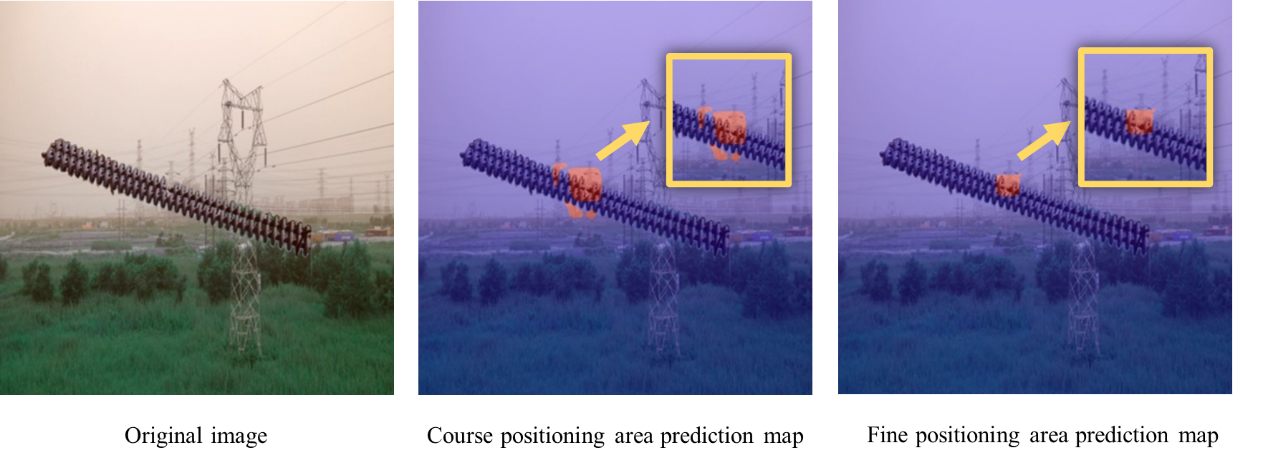 Original image
Course positioning area prediction map
Fine positioning area prediction map